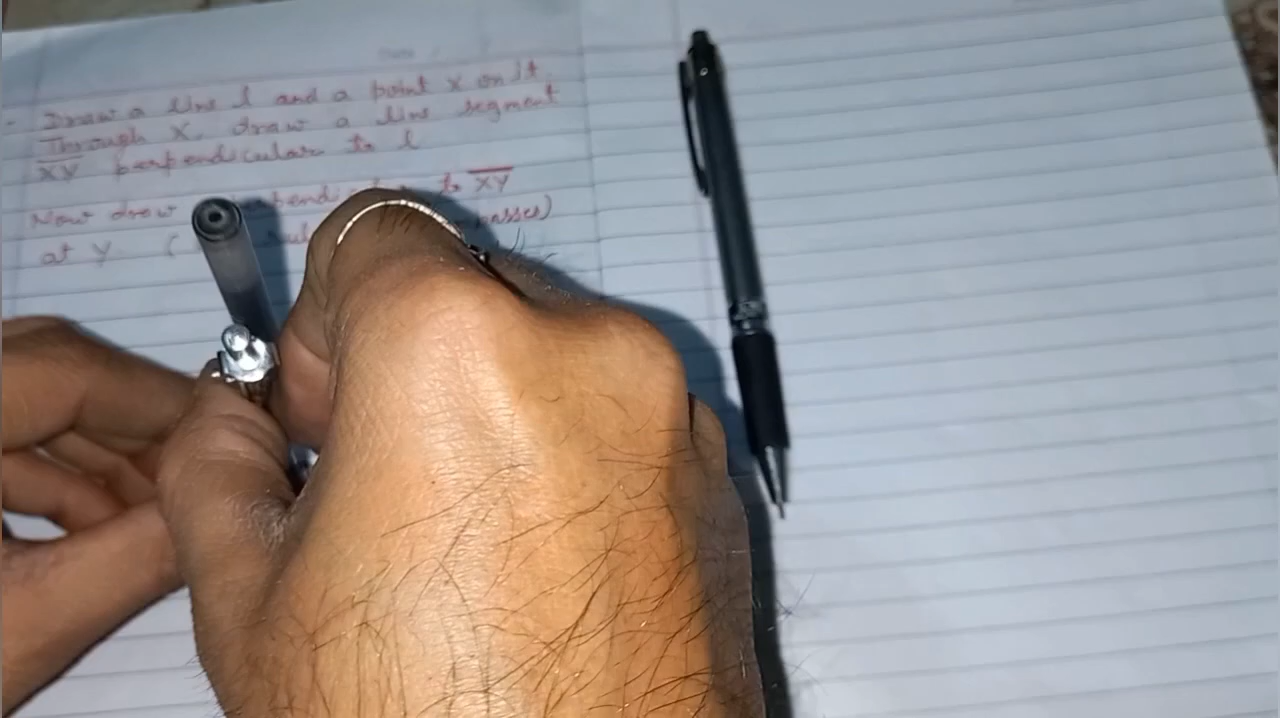 - Draw a line l and a point X on it.
Through X, draw a line segment
XY perpendicular to l
Now draw to XY
at Y. (